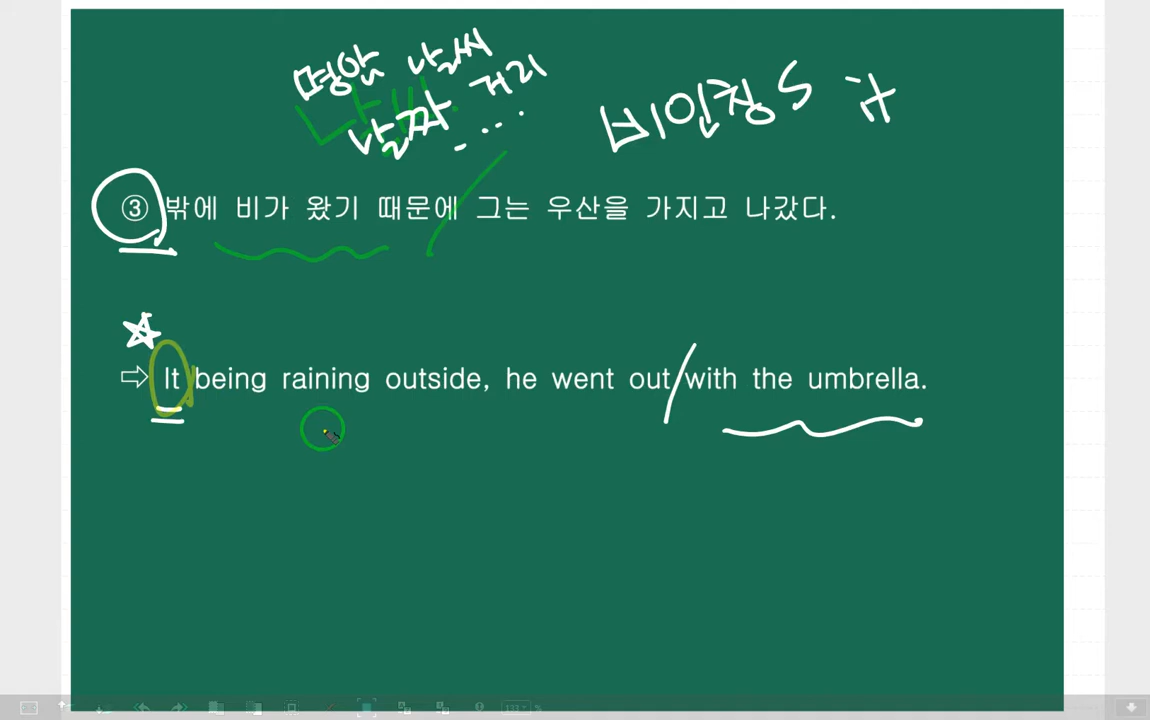 명암 날씨
거리
날짜 ....
비인칭 S it
③ 밖에 비가 왔기 때문에 그는 우산을 가지고 나갔다.
⇨ It being raining outside, he went out with the umbrella.
133 %